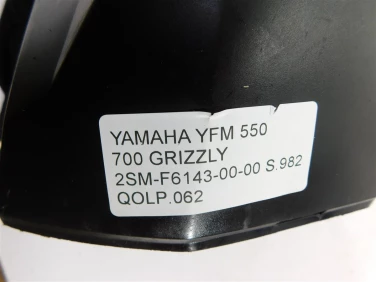 YAMAHA YFM 550
700 GRIZZLY
2SM-F6143-00-00 S.982
QOLP.062